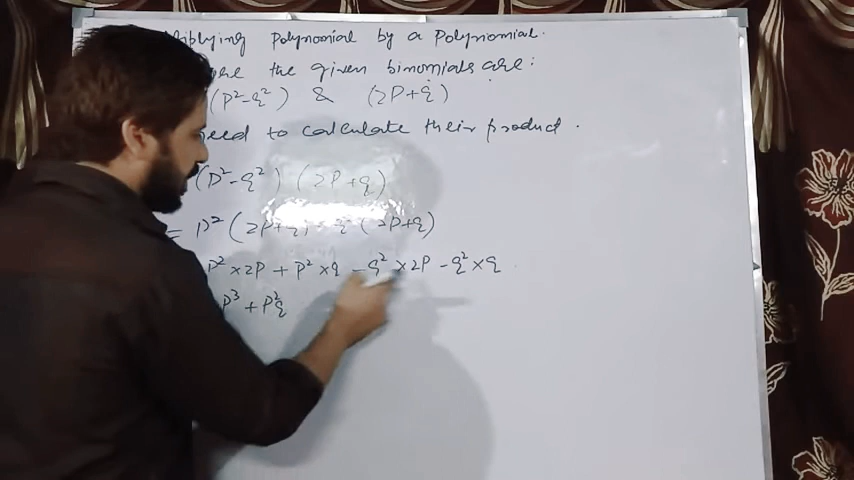 Polynomial by a Polynomial.
the given binomials are:
(P²-q²) & (2P+q)
need to calculate their product.
(P²-q²) (2P+q)
= P² (2P+q) - q² (2P+q)
P² ×2P + P² ×q - q² ×2P - q² ×q
P³ + P²q